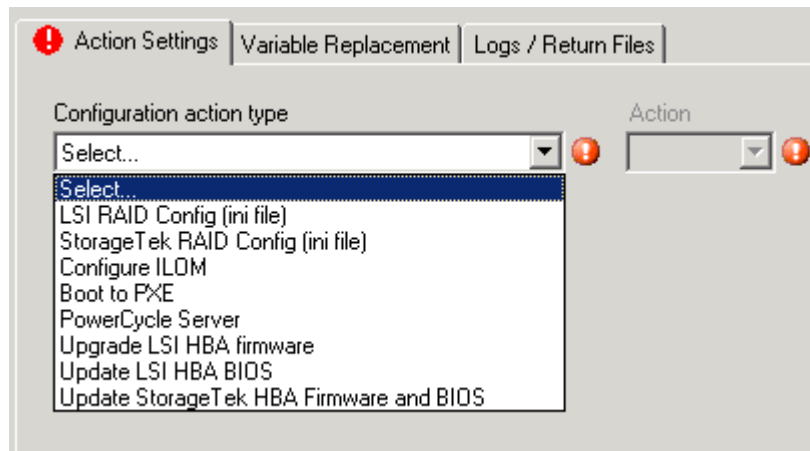 Action Settings Variable Replacement Logs / Return Files
Configuration action type Action
Select...
Select...
LSI RAID Config (ini file)
StorageTek RAID Config (ini file)
Configure ILOM
Boot to PXE
PowerCycle Server
Upgrade LSI HBA firmware
Update LSI HBA BIOS
Update StorageTek HBA Firmware and BIOS